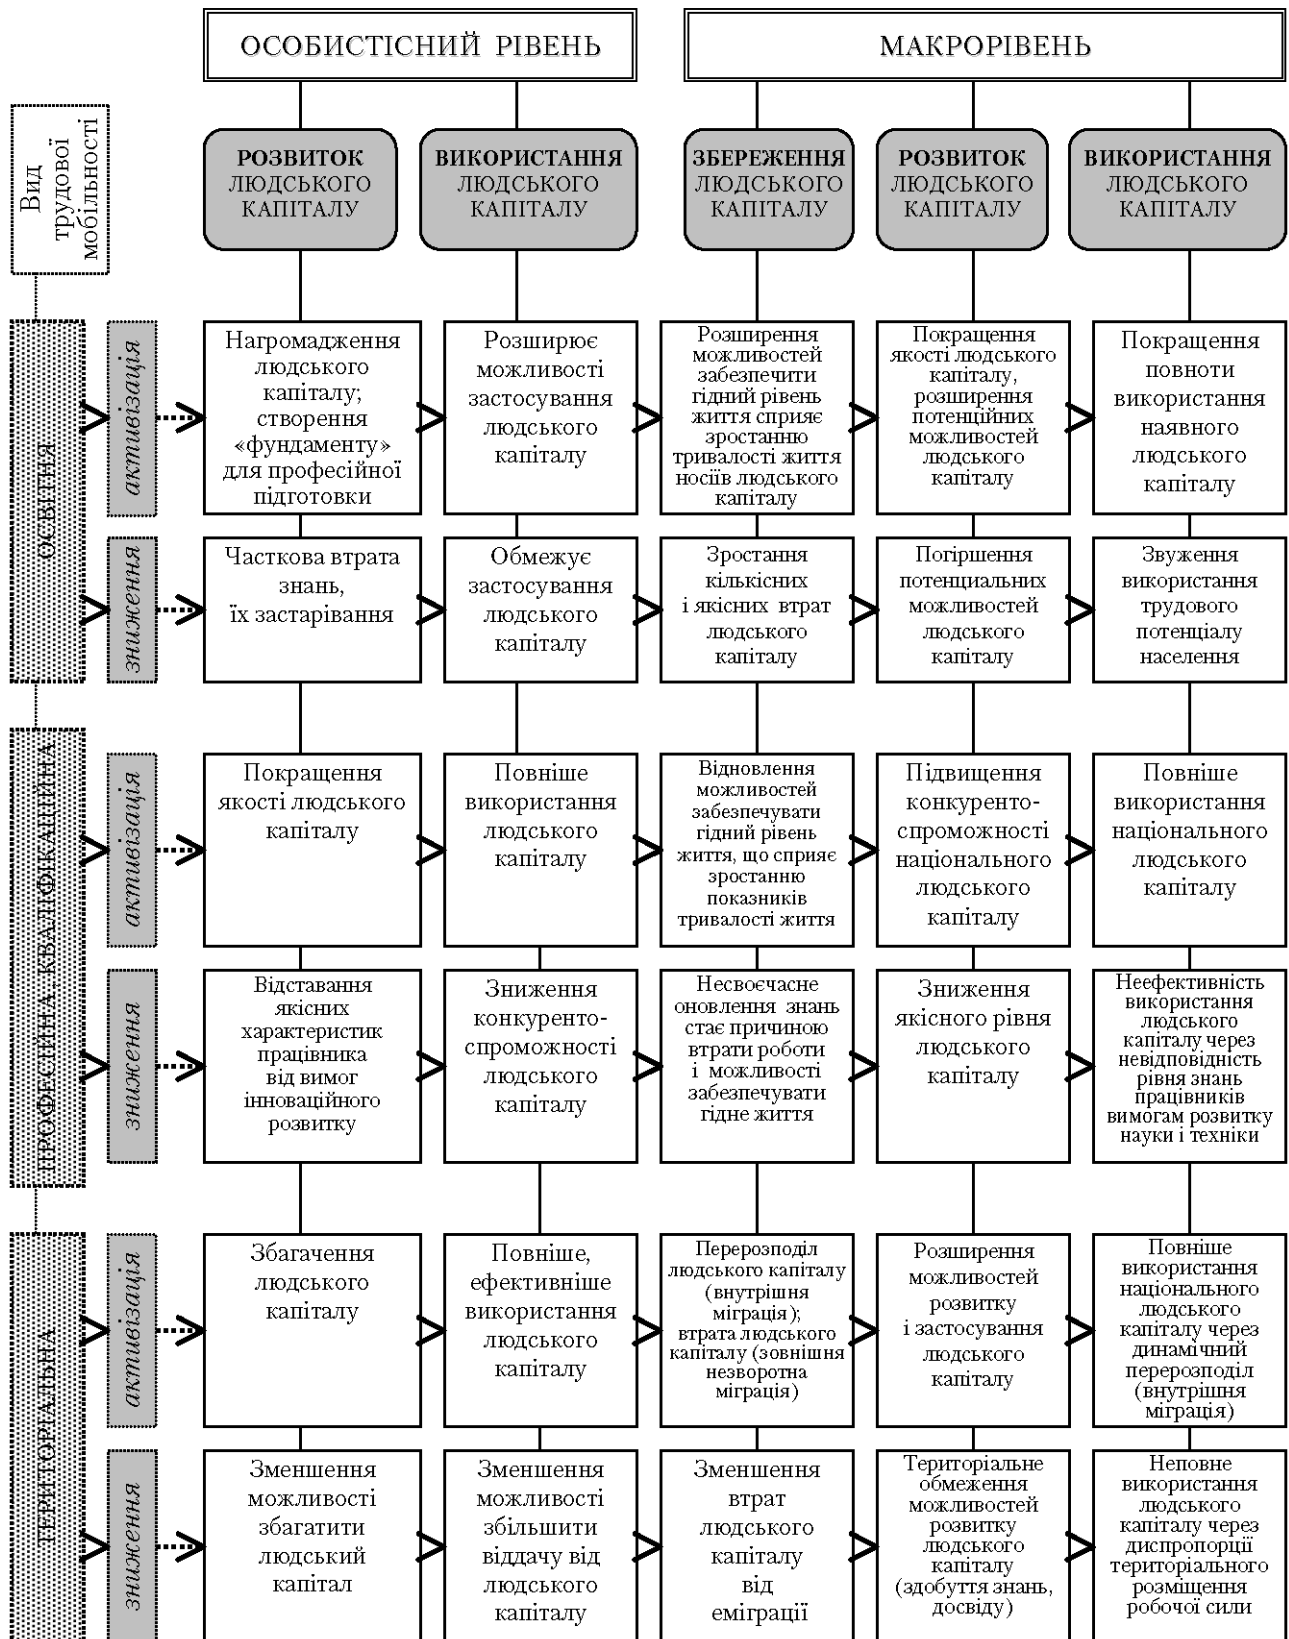 ОСОБИСТІСНИЙ РІВЕНЬ
МАКРОРІВЕНЬ
Вид
трудової
мобільності
РОЗВИТОК
ЛЮДСЬКОГО
КАПІТАЛУ
ВИКОРИСТАННЯ
ЛЮДСЬКОГО
КАПІТАЛУ
ЗБЕРЕЖЕННЯ
ЛЮДСЬКОГО
КАПІТАЛУ
РОЗВИТОК
ЛЮДСЬКОГО
КАПІТАЛУ
ВИКОРИСТАННЯ
ЛЮДСЬКОГО
КАПІТАЛУ
ОСВІТНЯ
активізація
Нагромадження
людського
капіталу;
створення
«фундаменту»
для професійної
підготовки
Розширює
можливості
застосування
людського
капіталу
Розширення
можливостей
забезпечити
гідний рівень
життя сприяє
зростанню
тривалості життя
носіїв людського
капіталу
Покращення
якості людського
капіталу,
розширення
потенційних
можливостей
людського
капіталу
Покращення
повноти
використання
наявного
людського
капіталу
зниження
Часткова втрата
знань,
їх застарівання
Обмежує
застосування
людського
капіталу
Зростання
кількісних
і якісних втрат
людського
капіталу
Погіршення
потенциальних
можливостей
людського
капіталу
Звуження
використання
трудового
потенціалу
населення
ПРОФЕСІЙНА, КВАЛІФІКАЦІЙНА
активізація
Покращення
якості людського
капіталу
Повніше
використання
людського
капіталу
Відновлення
можливостей
забезпечувати
гідний рівень
життя, що сприяє
зростанню
показників
тривалості життя
Підвищення
конкуренто-
спроможності
національного
людського
капіталу
Повніше
використання
національного
людського
капіталу
зниження
Відставання
якісних
характеристик
працівника
від вимог
інноваційного
розвитку
Зниження
конкуренто-
спроможності
людського
капіталу
Несвоєчасне
оновлення знань
стає причиною
втрати роботи
і можливості
забезпечувати
гідне життя
Зниження
якісного рівня
людського
капіталу
Неефективність
використання
людського
капіталу через
невідповідність
рівня знань
працівників
вимогам розвитку
науки і техніки
ТЕРИТОРІАЛЬНА
активізація
Збагачення
людського
капіталу
Повніше,
ефективніше
використання
людського
капіталу
Перерозподіл
людського капіталу
(внутрішня
міграція);
втрата людського
капіталу (зовнішня
незворотна
міграція)
Розширення
можливостей
розвитку
і застосування
людського
капіталу
Повніше
використання
національного
людського
капіталу через
динамічний
перерозподіл
(внутрішня
міграція)
зниження
Зменшення
можливості
збагатити
людський
капітал
Зменшення
можливості
збільшити
віддачу від
людського
капіталу
Зменшення
втрат
людського
капіталу
від
еміграції
Територіальне
обмеження
можливостей
розвитку
людського
капіталу
(здобуття знань,
досвіду)
Неповне
використання
людського
капіталу через
диспропорції
територіального
розміщення
робочої сили